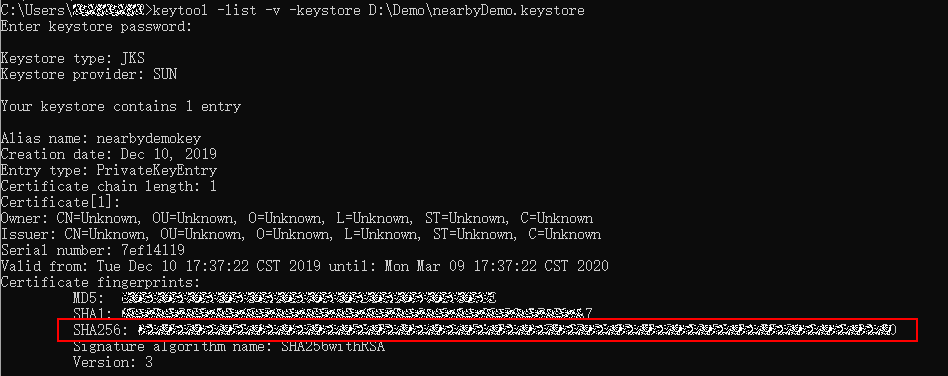 C:\Users\>keytool -list -v -keystore D:\Demo\nearbyDemo.keystore
Enter keystore password:
Keystore type: JKS
Keystore provider: SUN
Your keystore contains 1 entry
Alias name: nearbydemokey
Creation date: Dec 10, 2019
Entry type: PrivateKeyEntry
Certificate chain length: 1
Certificate[1]:
Owner: CN=Unknown, OU=Unknown, O=Unknown, L=Unknown, ST=Unknown, C=Unknown
Issuer: CN=Unknown, OU=Unknown, O=Unknown, L=Unknown, ST=Unknown, C=Unknown
Serial number: 7ef14119
Valid from: Tue Dec 10 17:37:22 CST 2019 until: Mon Mar 09 17:37:22 CST 2020
Certificate fingerprints:
MD5:
SHA1:
SHA256:
Signature algorithm name: SHA256withRSA
Version: 3